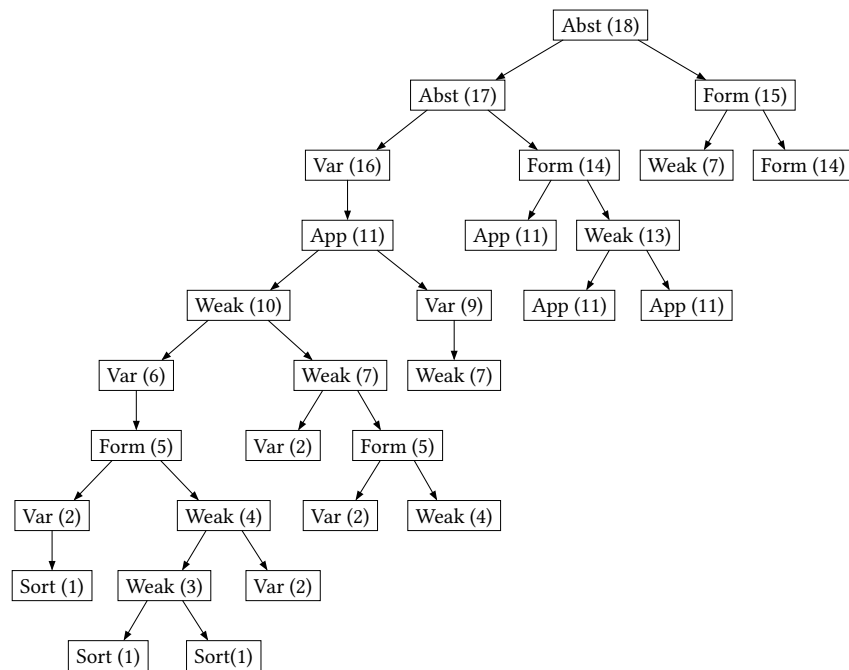 Abst (18)
Abst (17) Form (15)
Var (16) Form (14) Weak (7) Form (14)
App (11) App (11) Weak (13)
Weak (10) Var (9) App (11) App (11)
Var (6) Weak (7) Weak (7)
Form (5) Var (2) Form (5)
Var (2) Weak (4) Var (2) Weak (4)
Sort (1) Weak (3) Var (2)
Sort (1) Sort(1)